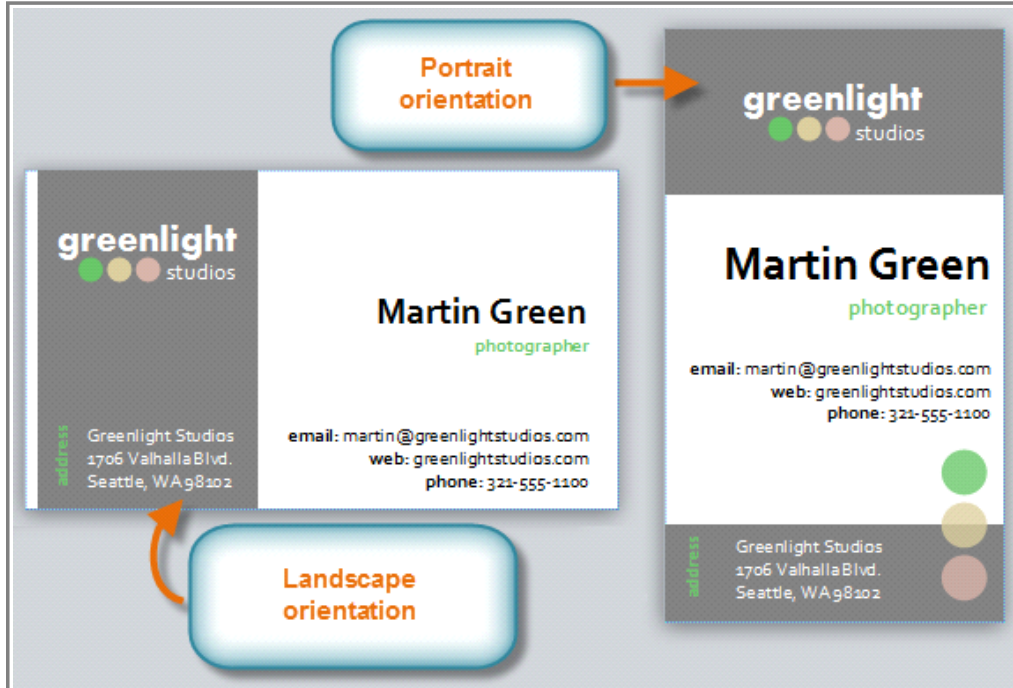 Portrait
orientation
greenlight
studios
Martin Green
photographer
email: martin@greenlightstudios.com
web: greenlightstudios.com
phone: 321-555-1100
address
Greenlight Studios
1706 Valhalla Blvd.
Seattle, WA 98102
greenlight
studios
Martin Green
photographer
email: martin@greenlightstudios.com
web: greenlightstudios.com
phone: 321-555-1100
address
Greenlight Studios
1706 Valhalla Blvd.
Seattle, WA 98102
Landscape
orientation